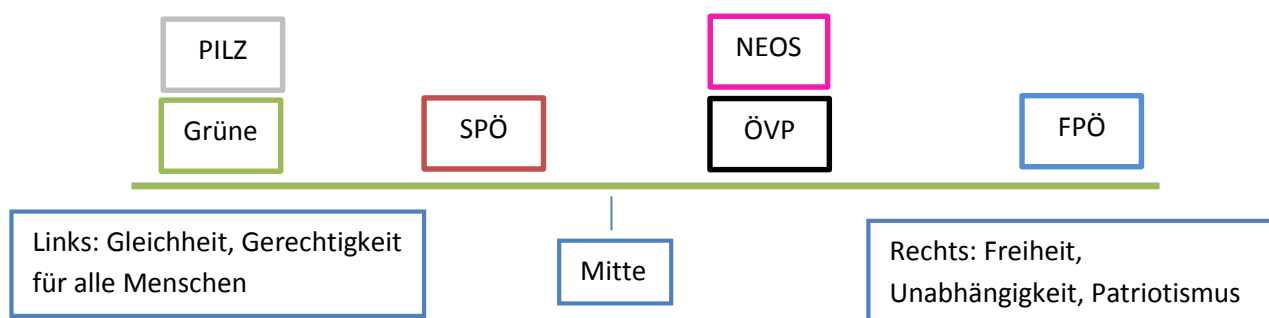 PILZ
NEOS
Grüne
SPÖ
ÖVP
FPÖ
Links: Gleichheit, Gerechtigkeit
für alle Menschen
Mitte
Rechts: Freiheit,
Unabhängigkeit, Patriotismus